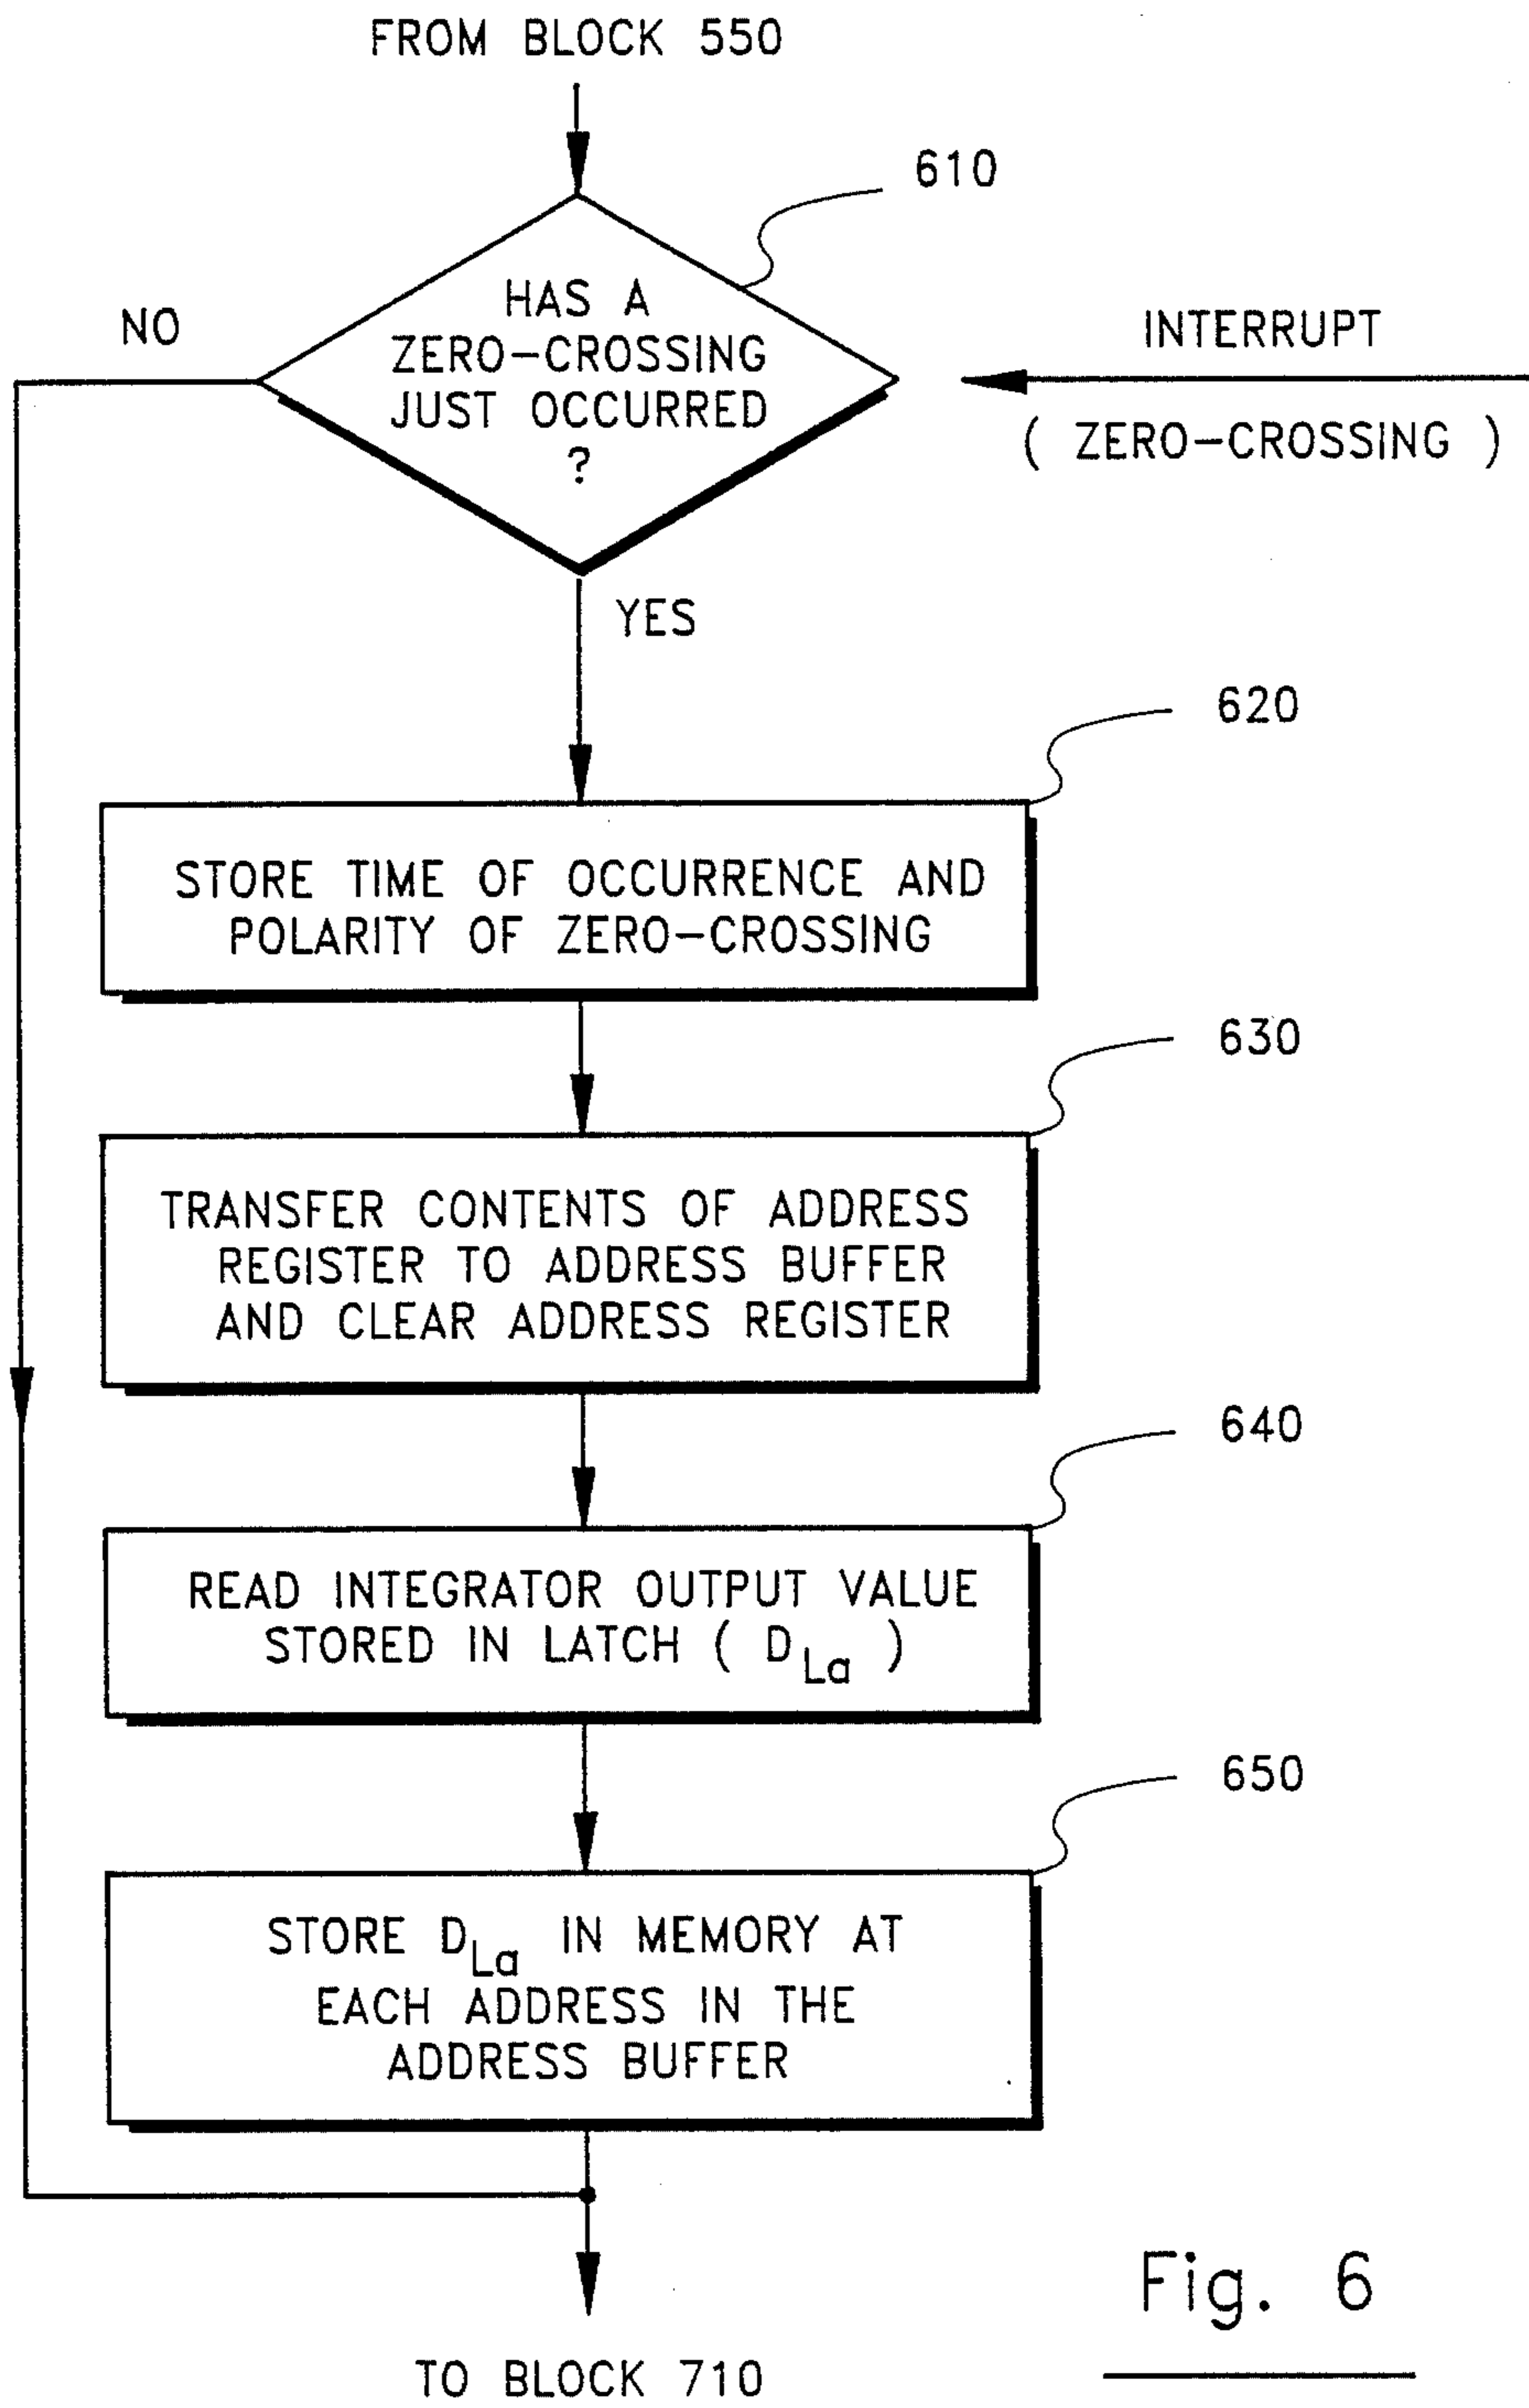 FROM BLOCK 550
610
HAS A
ZERO-CROSSING
JUST OCCURRED
?
NO
INTERRUPT
( ZERO-CROSSING )
YES
620
STORE TIME OF OCCURRENCE AND
POLARITY OF ZERO-CROSSING
630
TRANSFER CONTENTS OF ADDRESS
REGISTER TO ADDRESS BUFFER
AND CLEAR ADDRESS REGISTER
640
READ INTEGRATOR OUTPUT VALUE
STORED IN LATCH ( DLa )
650
STORE DLa IN MEMORY AT
EACH ADDRESS IN THE
ADDRESS BUFFER
TO BLOCK 710
Fig. 6